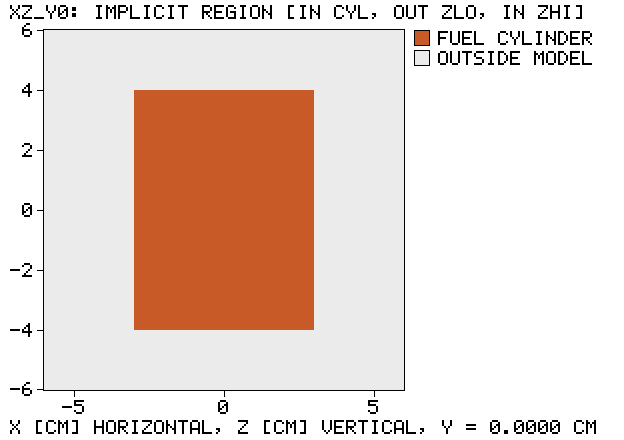 XZ_Y0: IMPLICIT REGION [IN CYL, OUT ZLO, IN ZHI]
FUEL CYLINDER
OUTSIDE MODEL
6
4
2
0
-2
-4
-6
-5 0 5
X [CM] HORIZONTAL, Z [CM] VERTICAL, Y = 0.0000 CM